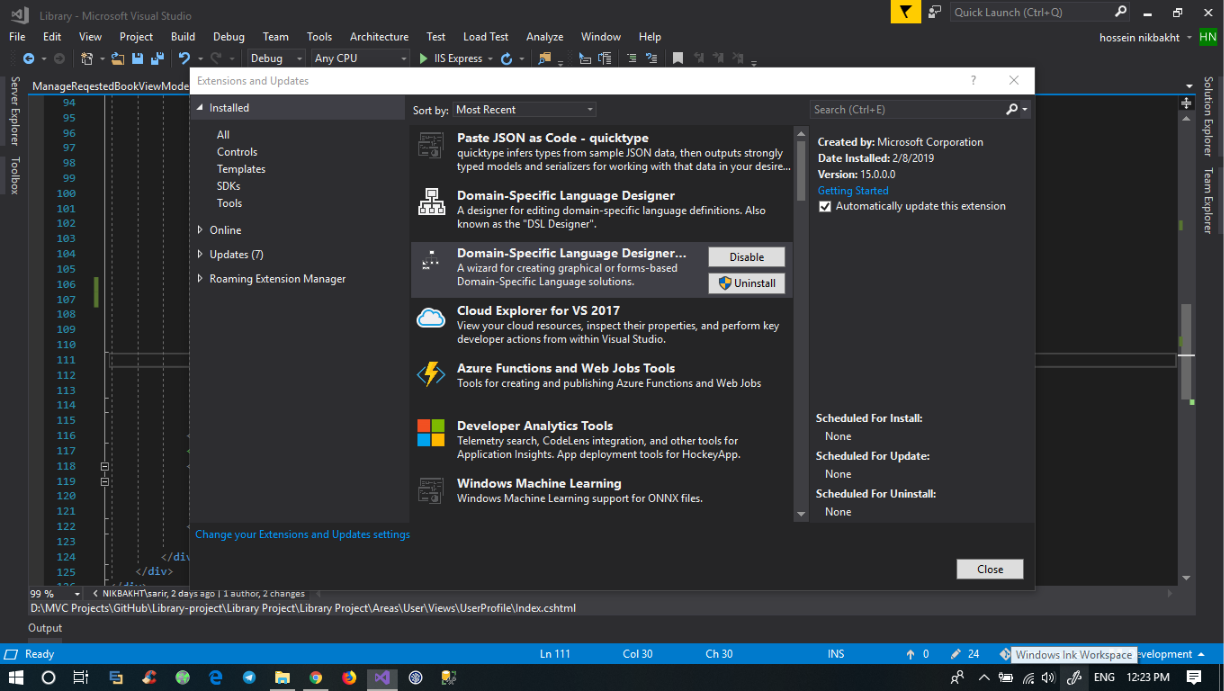 Library - Microsoft Visual Studio
Quick Launch (Ctrl+Q)
File Edit View Project Build Debug Team Tools Architecture Test Load Test Analyze Window Help
hossein nikbakht HN
Debug Any CPU IIS Express
Server Explorer
Toolbox
ManageReqestedBookViewMode
Solution Explorer
Team Explorer
94
95
96
97
98
99
100
101
102
103
104
105
106
107
108
109
110
111
112
113
114
115
116
117
118
119
120
121
122
123
124 </div
125 </div>
Extensions and Updates
Installed
All
Controls
Templates
SDKs
Tools
Online
Updates (7)
Roaming Extension Manager
Change your Extensions and Updates settings
Sort by: Most Recent
Paste JSON as Code - quicktype
quicktype infers types from sample JSON data, then outputs strongly
typed models and serializers for working with that data in your desire...
Domain-Specific Language Designer
A designer for editing domain-specific language definitions. Also
known as the "DSL Designer".
Domain-Specific Language Designer...
A wizard for creating graphical or forms-based
Domain-Specific Language solutions.
Disable
Uninstall
Cloud Explorer for VS 2017
View your cloud resources, inspect their properties, and perform key
developer actions from within Visual Studio.
Azure Functions and Web Jobs Tools
Tools for creating and publishing Azure Functions and Web Jobs
Developer Analytics Tools
Telemetry search, CodeLens integration, and other tools for
Application Insights. App deployment tools for HockeyApp.
Windows Machine Learning
Windows Machine Learning support for ONNX files.
Search (Ctrl+E)
Created by: Microsoft Corporation
Date Installed: 2/8/2019
Version: 15.0.0.0
Getting Started
Automatically update this extension
Scheduled For Install:
None
Scheduled For Update:
None
Scheduled For Uninstall:
None
Close
99 % NIKBAKHT\sarir, 2 days ago | 1 author, 2 changes
D:\MVC Projects\GitHub\Library-project\Library Project\Library Project\Areas\User\Views\UserProfile\Index.cshtml
Output
Ready Ln 111 Col 30 Ch 30 INS 0 24 Windows Ink Workspace evelopment
ENG 12:23 PM